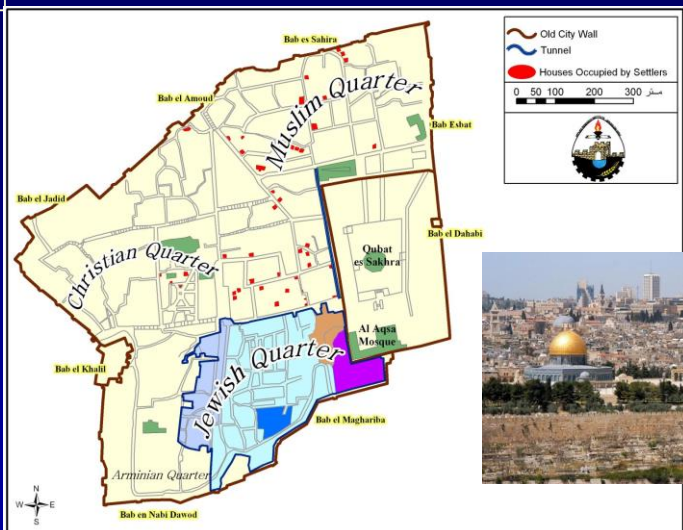 Bab es Sahira
Bab el Amoud
Muslim Quarter
Bab Esbat
Bab el Jadid
Bab el Dahabi
Christian Quarter
Qubat
es Sakhra
Al Aqsa
Mosque
Bab el Khalil
Jewish Quarter
Bab el Maghariba
Arminian Quarter
Bab en Nabi Dawod
N
W E
S
Old City Wall
Tunnel
Houses Occupied by Settlers
0 50 100 200 300 متر